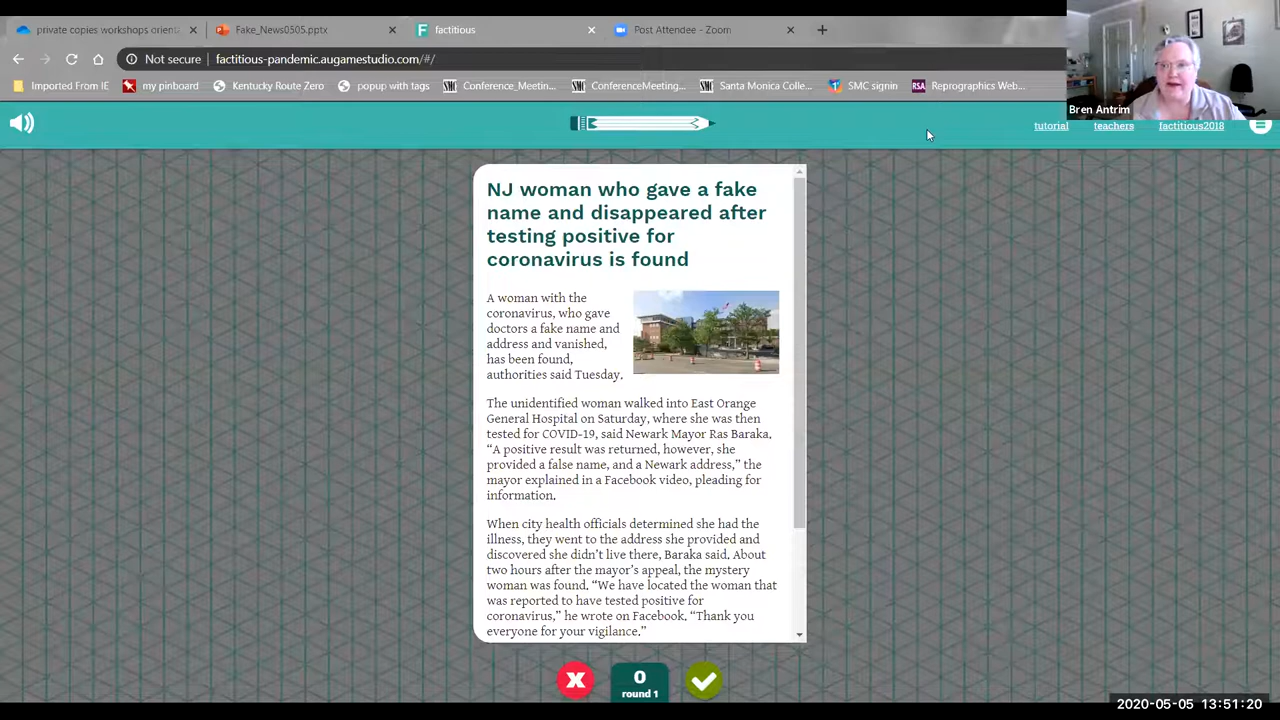 private copies workshops orient
Fake_News0505.pptx
factitious
Post Attendee - Zoom
Not secure
factitious-pandemic.augamestudio.com/#/
Imported From IE
my pinboard
Kentucky Route Zero
popup with tags
Conference_Meetin...
ConferenceMeeting...
Santa Monica Colle...
SMC signin
RSA
Reprographics Web...
Bren Antrim
tutorial
teachers
factitious2018
NJ woman who gave a fake
name and disappeared after
testing positive for
coronavirus is found
A woman with the
coronavirus, who gave
doctors a fake name and
address and vanished,
has been found,
authorities said Tuesday.
The unidentified woman walked into East Orange
General Hospital on Saturday, where she was then
tested for COVID-19, said Newark Mayor Ras Baraka.
“A positive result was returned, however, she
provided a false name, and a Newark address,” the
mayor explained in a Facebook video, pleading for
information.
When city health officials determined she had the
illness, they went to the address she provided and
discovered she didn’t live there, Baraka said. About
two hours after the mayor’s appeal, the mystery
woman was found. “We have located the woman that
was reported to have tested positive for
coronavirus,” he wrote on Facebook. “Thank you
everyone for your vigilance.”
0
round 1
2020-05-05 13:51:20